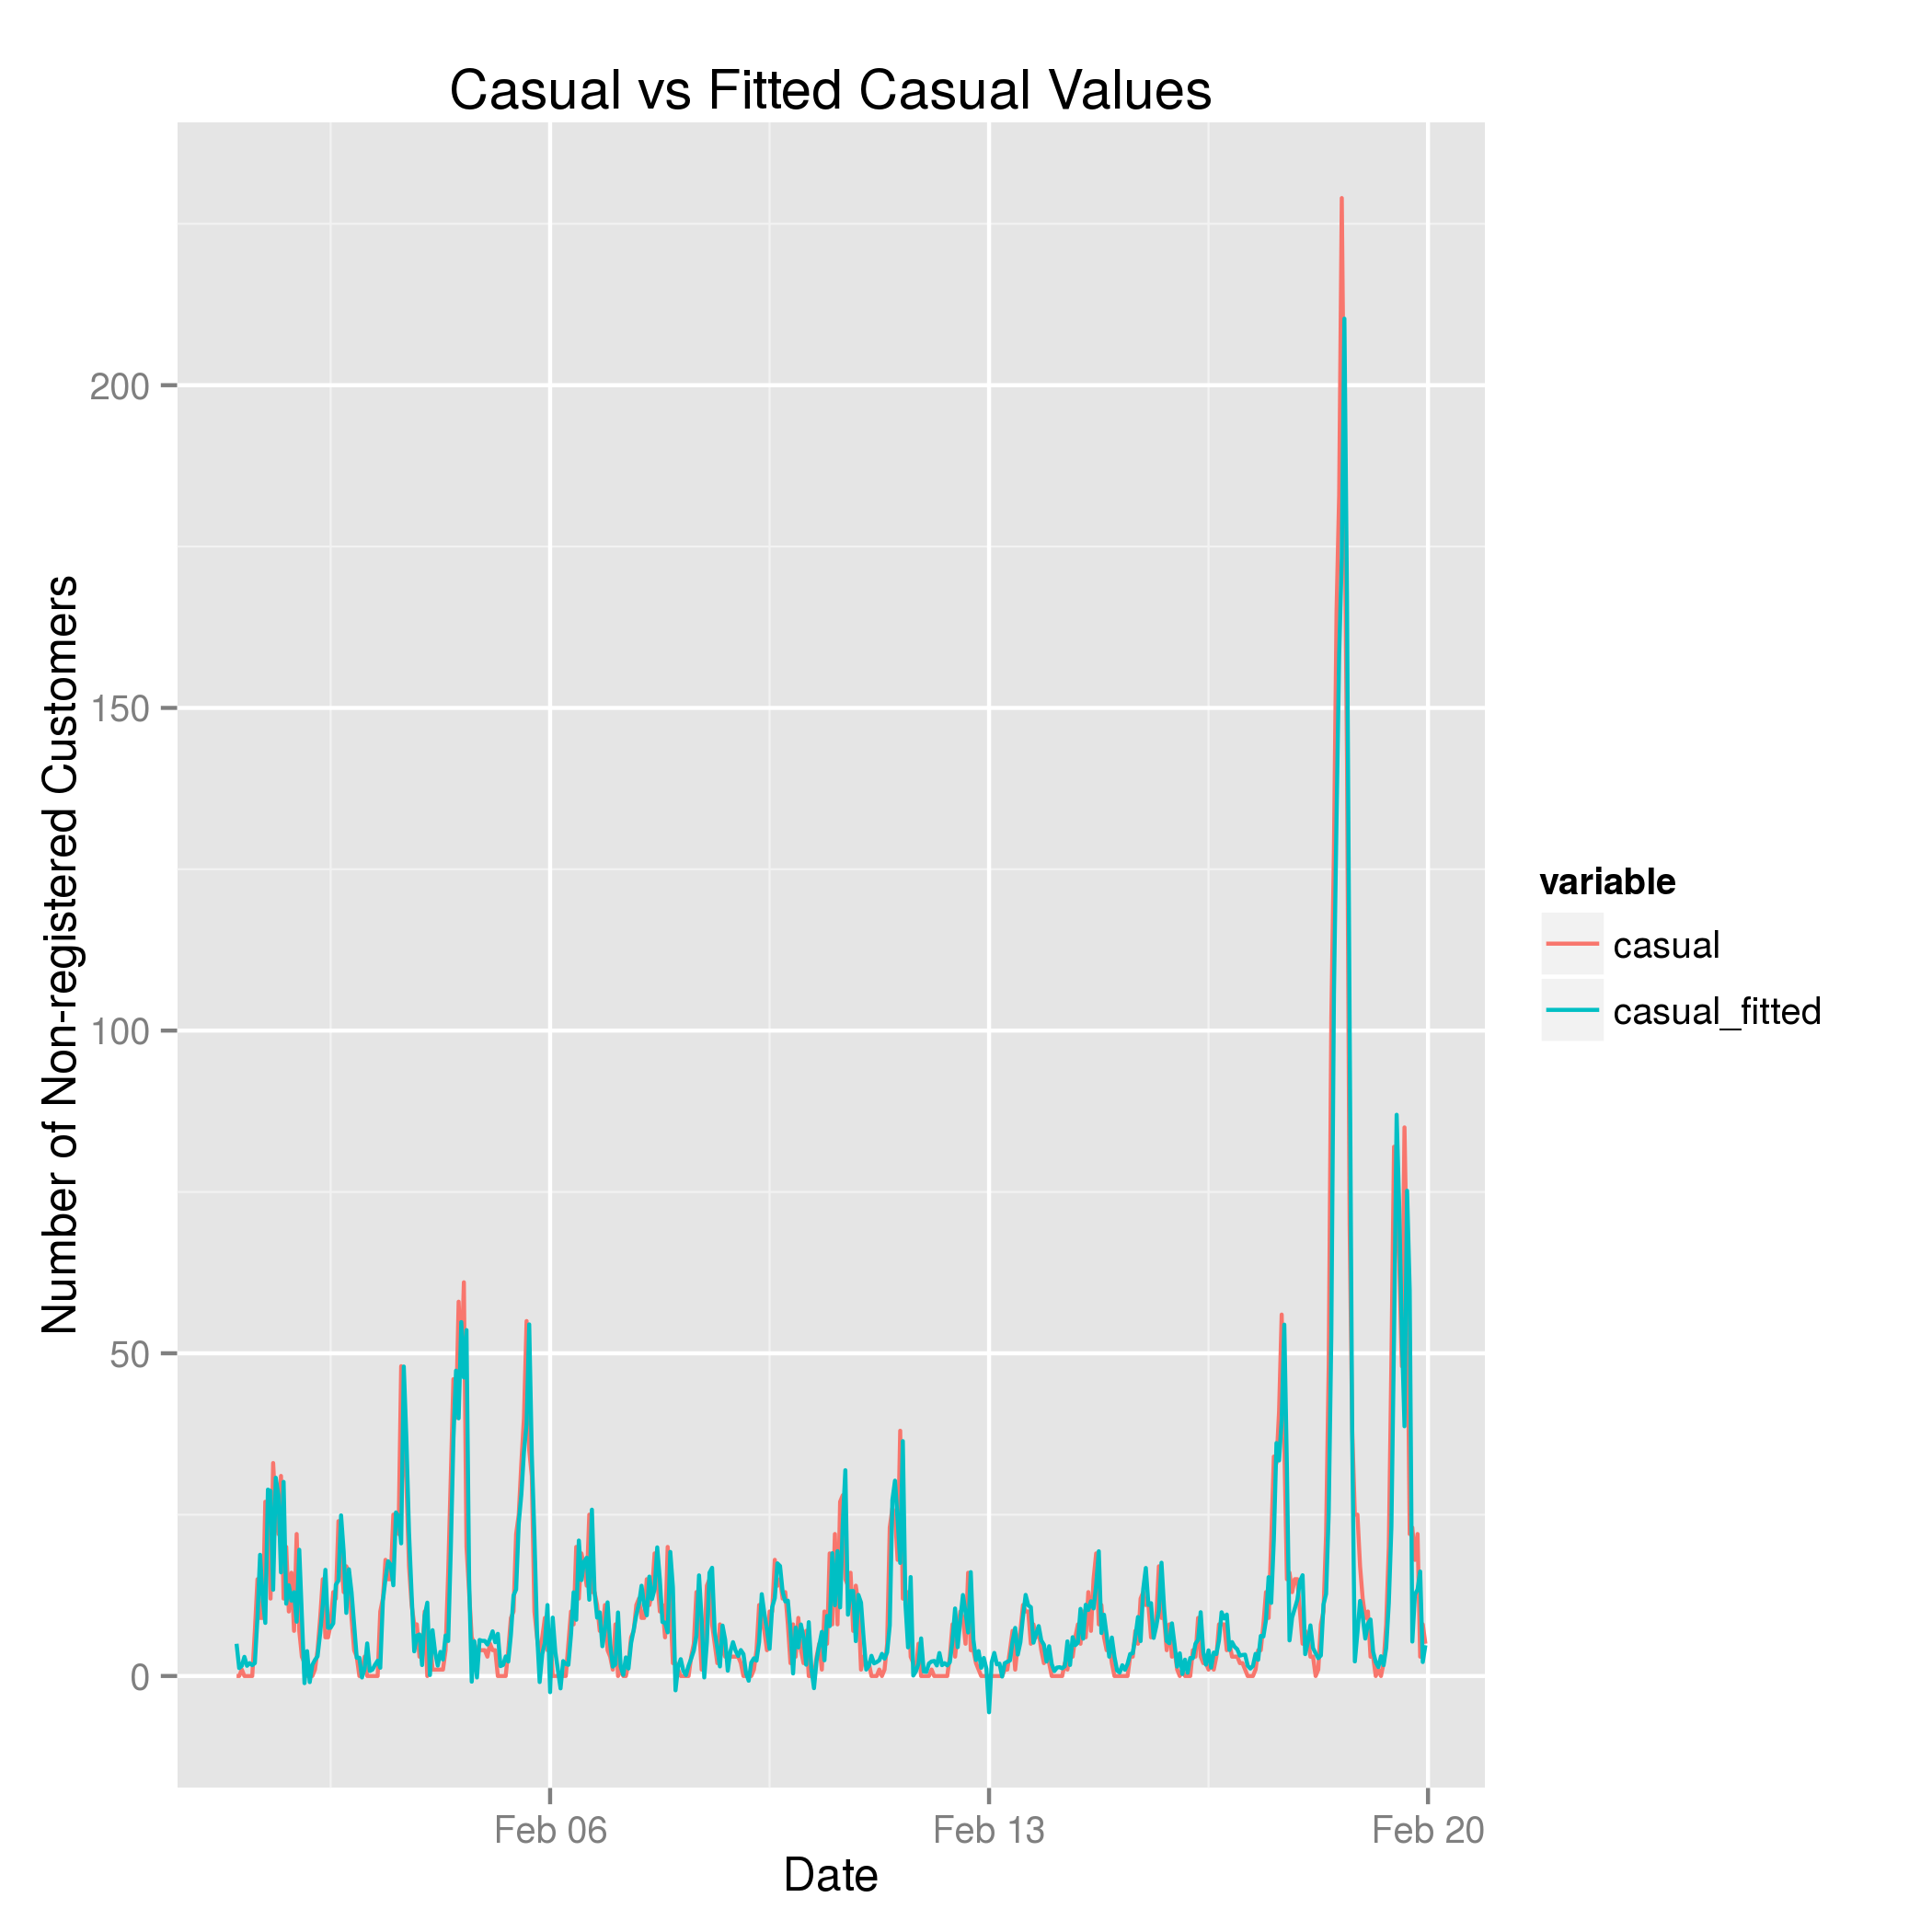 Casual vs Fitted Casual Values
Number of Non-registered Customers
200
150
100
50
0
Feb 06
Feb 13
Feb 20
Date
variable
casual
casual_fitted